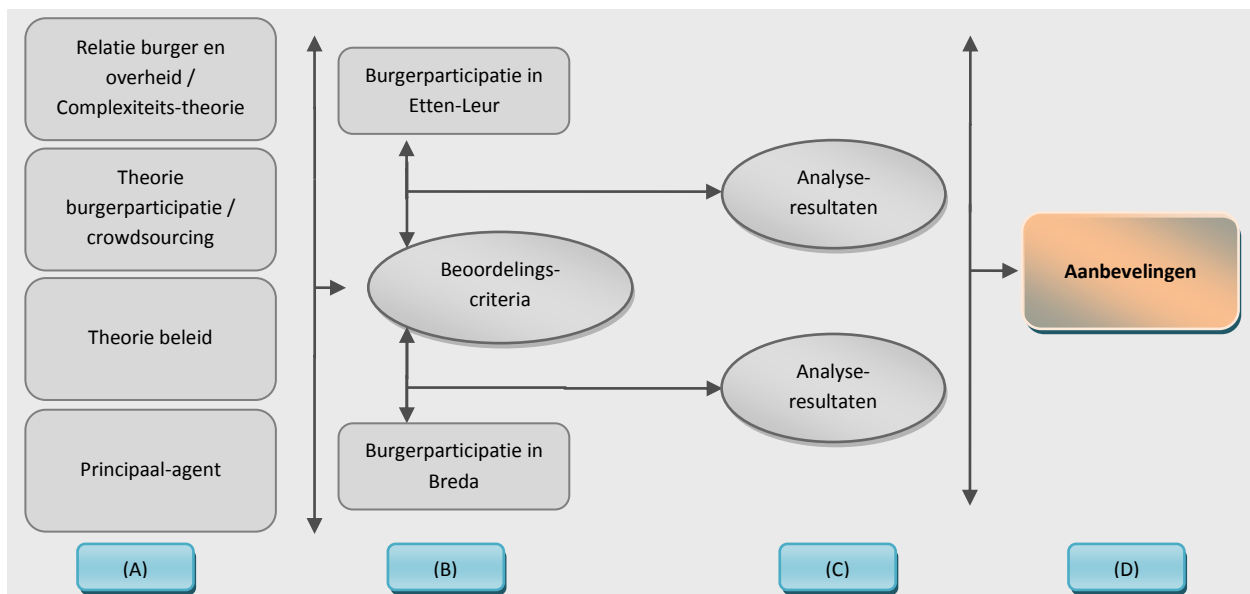 Relatie burger en
overheid /
Complexiteits-theorie
Theorie
burgerparticipatie /
crowdsourcing
Theorie beleid
Principaal-agent
(A)
Burgerparticipatie in
Etten-Leur
Beoordelings-
criteria
Burgerparticipatie in
Breda
(B)
Analyse-
resultaten
Analyse-
resultaten
(C)
Aanbevelingen
(D)